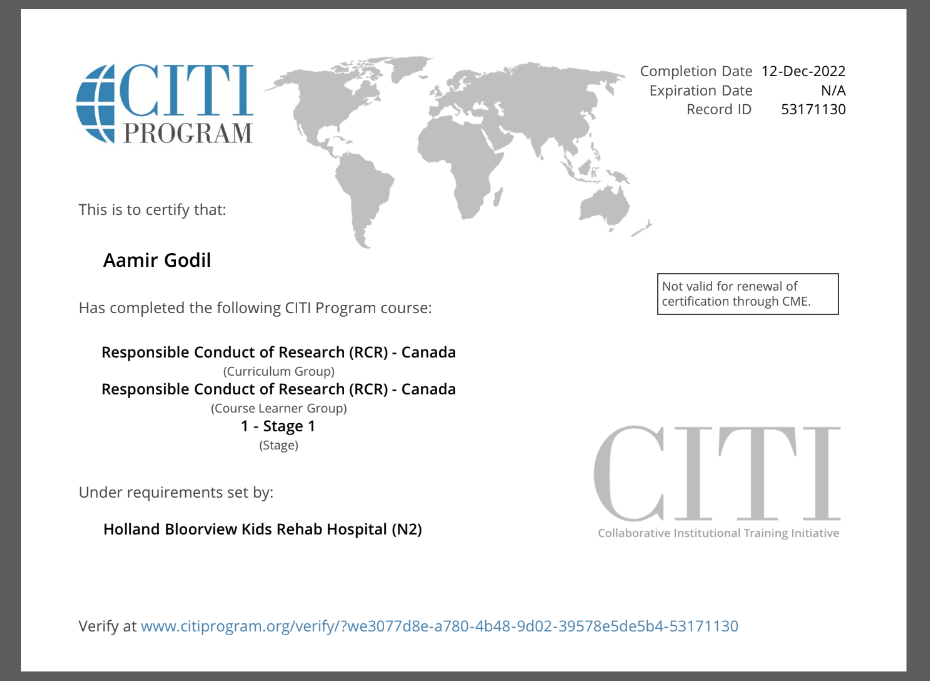 CITI
PROGRAM
Completion Date 12-Dec-2022
Expiration Date N/A
Record ID 53171130
This is to certify that:
Aamir Godil
Not valid for renewal of
certification through CME.
Has completed the following CITI Program course:
Responsible Conduct of Research (RCR) - Canada
(Curriculum Group)
Responsible Conduct of Research (RCR) - Canada
(Course Learner Group)
1 - Stage 1
(Stage)
Under requirements set by:
Holland Bloorview Kids Rehab Hospital (N2)
CITI
Collaborative Institutional Training Initiative
Verify at www.citiprogram.org/verify/?we3077d8e-a780-4b48-9d02-39578e5de5b4-53171130